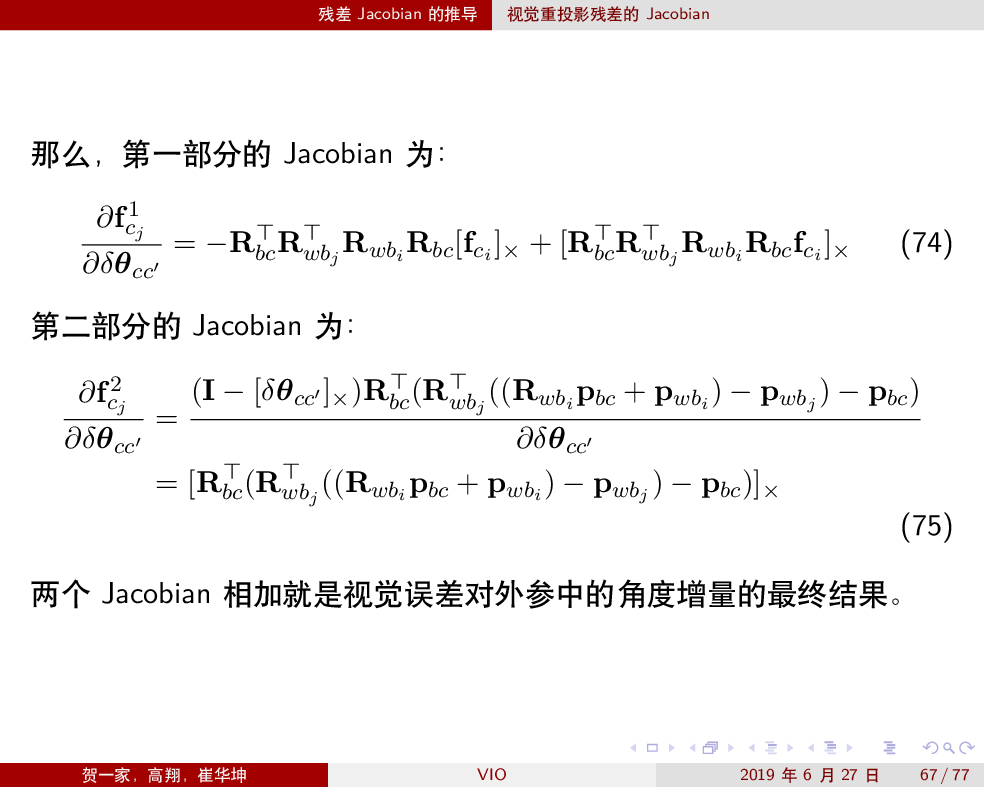 残差 Jacobian 的推导 视觉重投影残差的 Jacobian
那么，第一部分的 Jacobian 为：
$$\frac{\partial \mathbf{f}_{c_j}^1}{\partial \delta\boldsymbol{\theta}_{cc'}} = -\mathbf{R}_{bc}^\top \mathbf{R}_{wb_j}^\top \mathbf{R}_{wb_i} \mathbf{R}_{bc} [\mathbf{f}_{c_i}]_\times + [\mathbf{R}_{bc}^\top \mathbf{R}_{wb_j}^\top \mathbf{R}_{wb_i} \mathbf{R}_{bc} \mathbf{f}_{c_i}]_\times \quad (74)$$
第二部分的 Jacobian 为：
$$\frac{\partial \mathbf{f}_{c_j}^2}{\partial \delta\boldsymbol{\theta}_{cc'}} = \frac{(\mathbf{I} - [\delta\boldsymbol{\theta}_{cc'}]_\times)\mathbf{R}_{bc}^\top(\mathbf{R}_{wb_j}^\top((\mathbf{R}_{wb_i}\mathbf{p}_{bc} + \mathbf{p}_{wb_i}) - \mathbf{p}_{wb_j}) - \mathbf{p}_{bc})}{\partial \delta\boldsymbol{\theta}_{cc'}}$$
$$= [\mathbf{R}_{bc}^\top(\mathbf{R}_{wb_j}^\top((\mathbf{R}_{wb_i}\mathbf{p}_{bc} + \mathbf{p}_{wb_i}) - \mathbf{p}_{wb_j}) - \mathbf{p}_{bc})]_\times$$
(75)
两个 Jacobian 相加就是视觉误差对外参中的角度增量的最终结果。
贺一家，高翔，崔华坤 VIO 2019 年 6 月 27 日 67 / 77